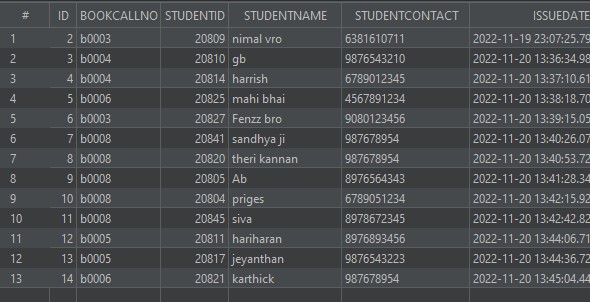 # ID BOOKCALLNO STUDENTID STUDENTNAME STUDENTCONTACT ISSUEDATE
1 2 b0003 20809 nimal vro 6381610711 2022-11-19 23:07:25.79
2 3 b0004 20810 gb 9876543210 2022-11-20 13:36:34.98
3 4 b0004 20814 harrish 6789012345 2022-11-20 13:37:10.61
4 5 b0006 20825 mahi bhai 4567891234 2022-11-20 13:38:18.70
5 6 b0003 20827 Fenzz bro 9080123456 2022-11-20 13:39:15.05
6 7 b0008 20841 sandhya ji 987678954 2022-11-20 13:40:26.07
7 8 b0008 20820 theri kannan 987678954 2022-11-20 13:40:53.72
8 9 b0008 20805 Ab 8976564343 2022-11-20 13:41:28.34
9 10 b0008 20804 priges 6789051234 2022-11-20 13:42:15.92
10 11 b0008 20845 siva 8978672345 2022-11-20 13:42:42.82
11 12 b0005 20811 hariharan 8976893456 2022-11-20 13:44:06.71
12 13 b0005 20817 jeyanthan 9876543223 2022-11-20 13:44:36.72
13 14 b0006 20821 karthick 987678954 2022-11-20 13:45:04.44